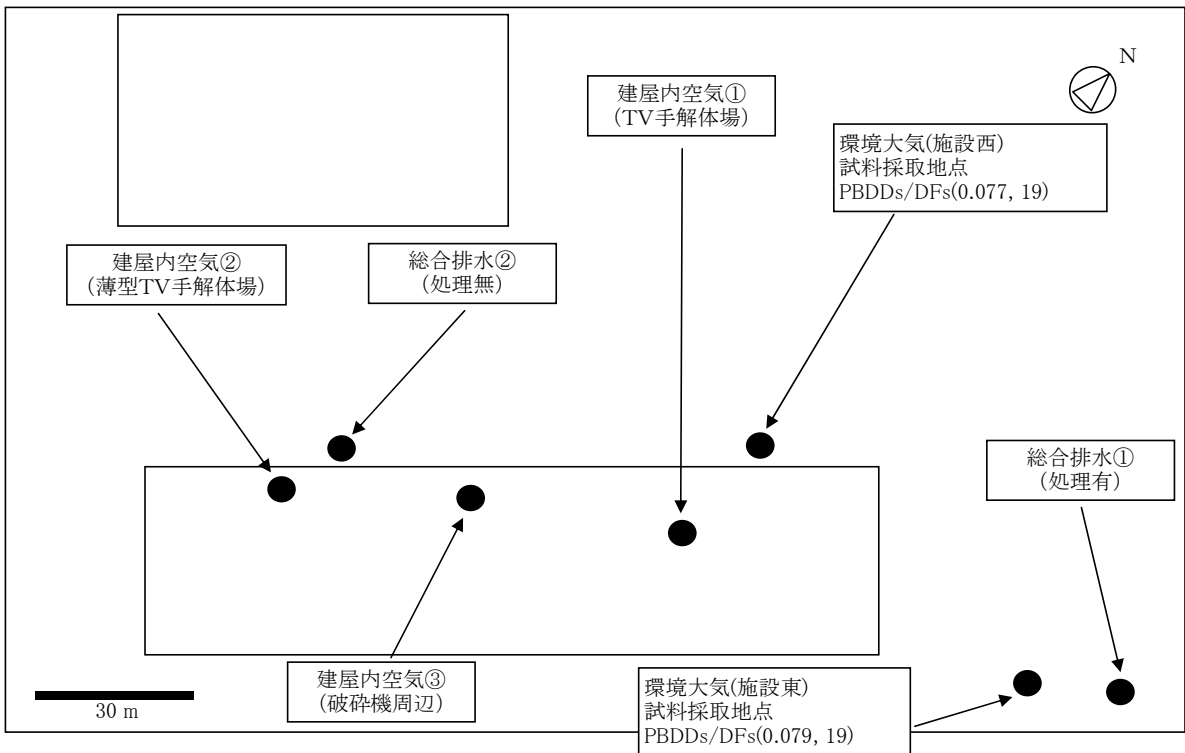 N
建屋内空気①
（TV手解体場）
環境大気(施設西)
試料採取地点
PBDDs/DFs(0.077, 19)
建屋内空気②
（薄型TV手解体場）
総合排水②
（処理無）
総合排水①
（処理有）
建屋内空気③
（破砕機周辺）
環境大気(施設東)
試料採取地点
PBDDs/DFs(0.079, 19)
30 m